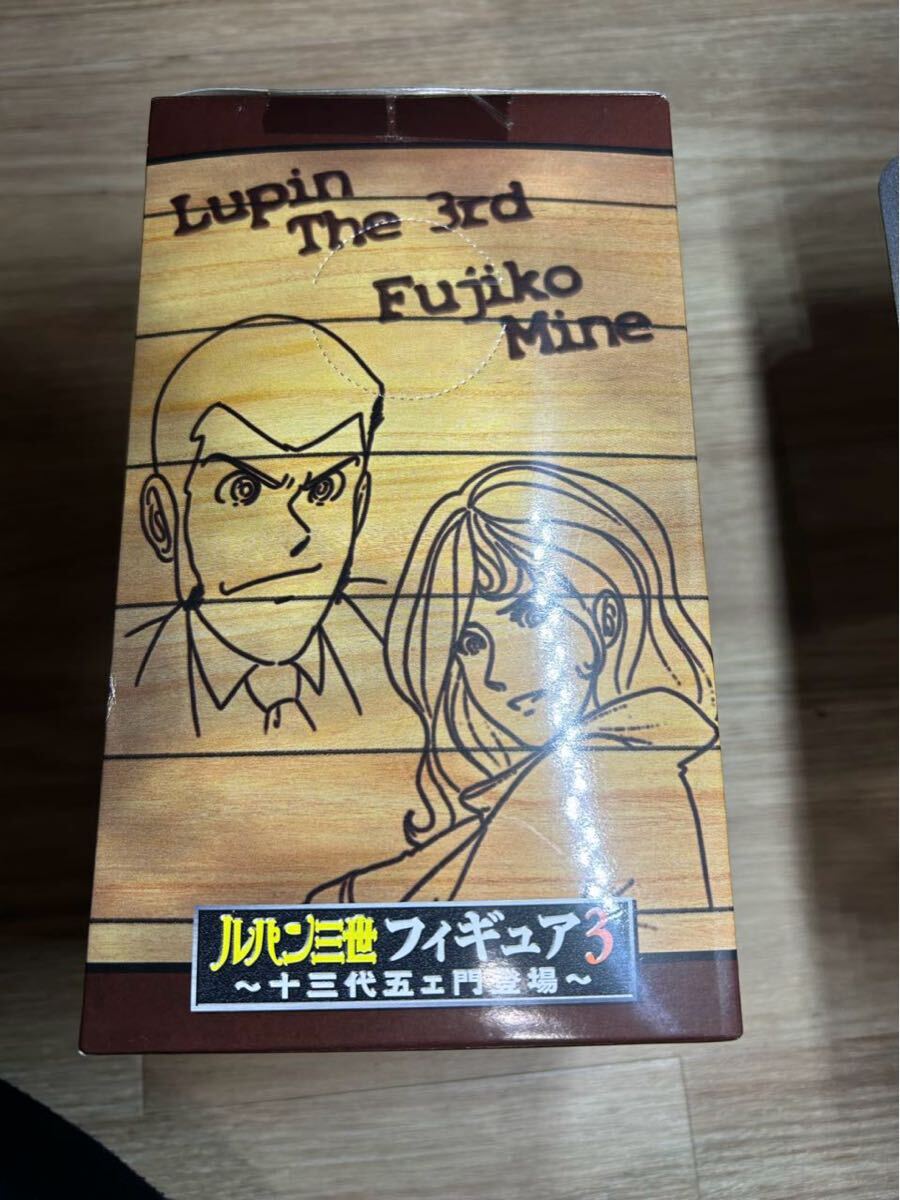 Lupin
The 3rd
Fujiko
Mine
ルパン三世 フィギュア3
～十三代五ェ門登場～